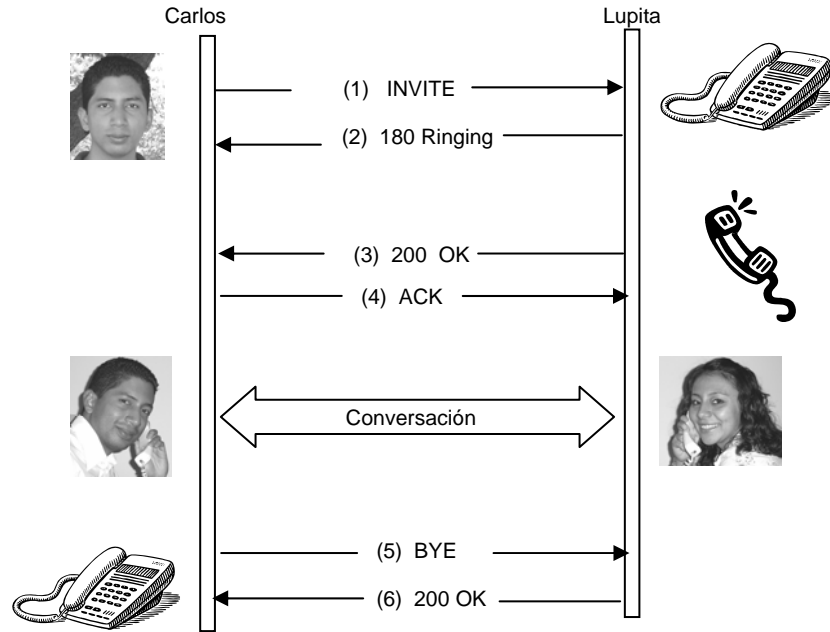 Carlos
Lupita
(1) INVITE
(2) 180 Ringing
(3) 200 OK
(4) ACK
Conversación
(5) BYE
(6) 200 OK